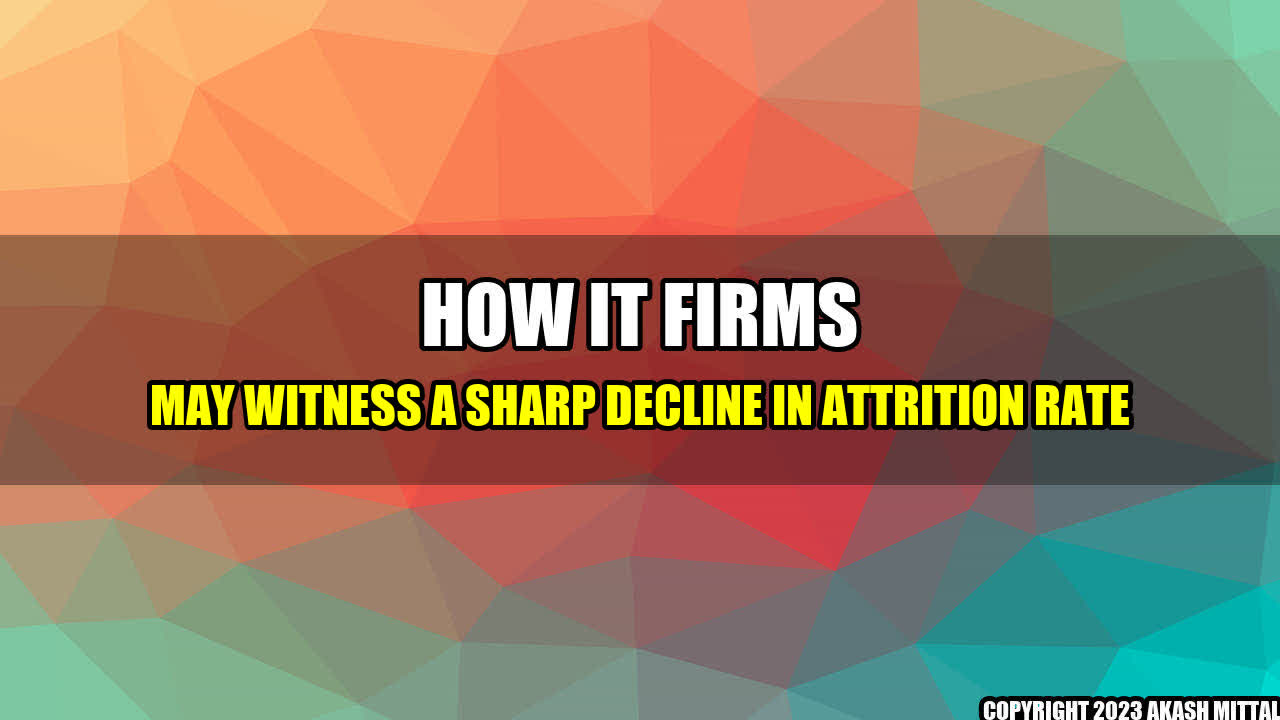 HOW IT FIRMS
MAY WITNESS A SHARP DECLINE IN ATTRITION RATE
COPYRIGHT 2023 AKASH MITTAL